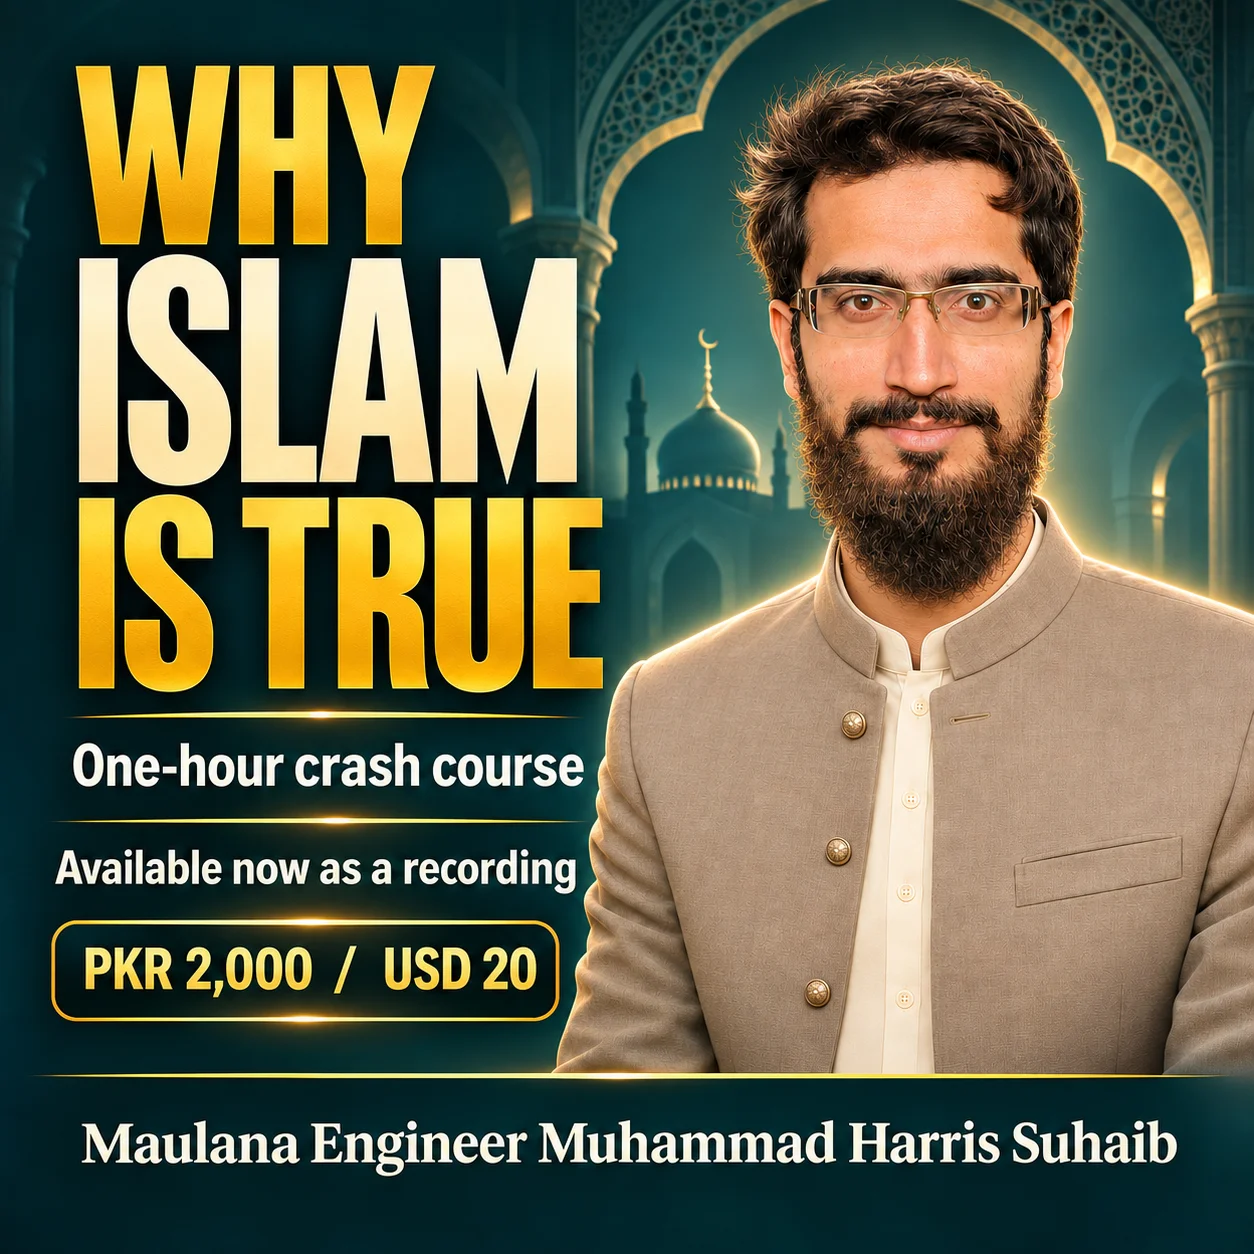 WHY
ISLAM
IS TRUE
One-hour crash course
Available now as a recording
PKR 2,000 / USD 20
Maulana Engineer Muhammad Harris Suhaib